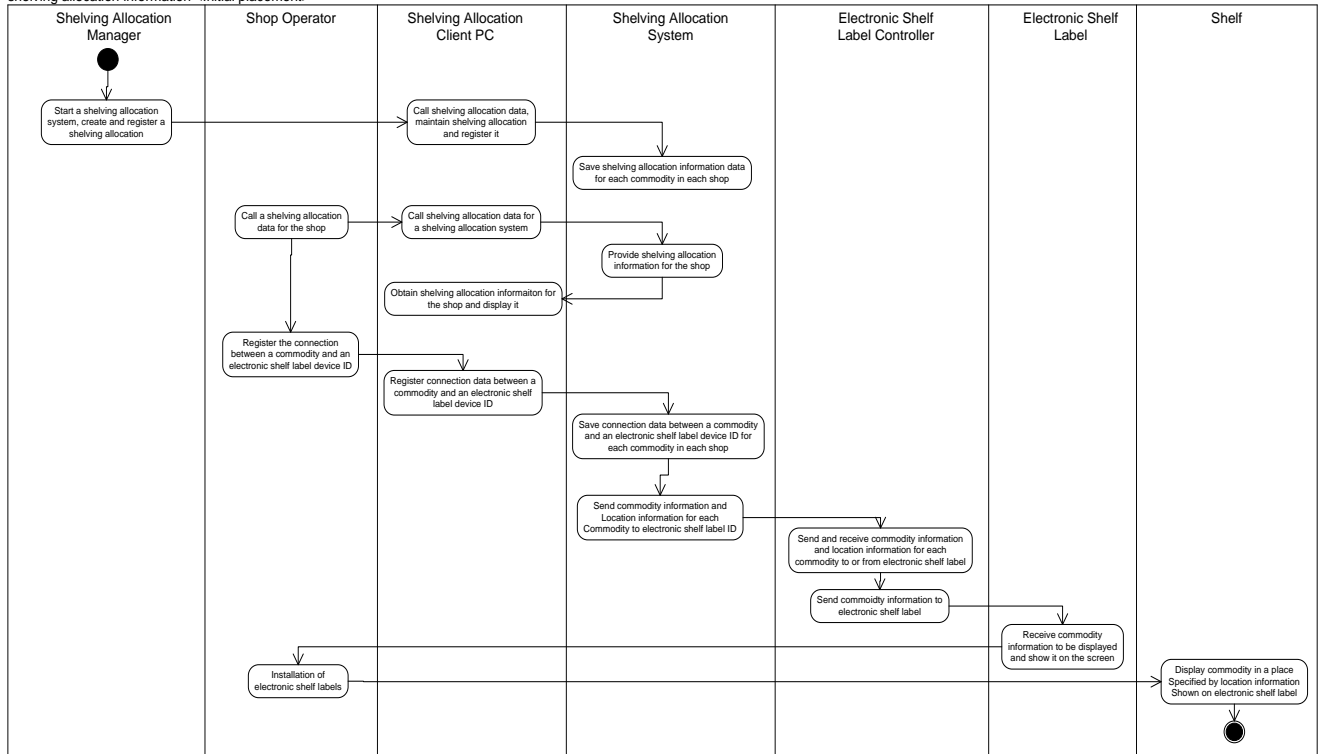 shelving allocation information <Initial placement>
Shelving Allocation
Manager
Shop Operator
Shelving Allocation
Client PC
Shelving Allocation
System
Electronic Shelf
Label Controller
Electronic Shelf
Label
Shelf
Start a shelving allocation
system, create and register a
shelving allocation
Call shelving allocation data,
maintain shelving allocation
and register it
Save shelving allocation information data
for each commodity in each shop
Call a shelving allocation
data for the shop
Call shelving allocation data for
a shelving allocation system
Provide shelving allocation
information for the shop
Obtain shelving allocation informaiton for
the shop and display it
Register the connection
between a commodity and an
electronic shelf label device ID
Register connection data between a
commodity and an electronic shelf
label device ID
Save connection data between a commodity
and an electronic shelf label device ID for
each commodity in each shop
Send commodity information and
Location information for each
Commodity to electronic shelf label ID
Send and receive commodity information
and location information for each
commodity to or from electronic shelf label
Send commoidty information to
electronic shelf label
Receive commodity
information to be displayed
and show it on the screen
Installation of
electronic shelf labels
Display commodity in a place
Specified by location information
Shown on electronic shelf label